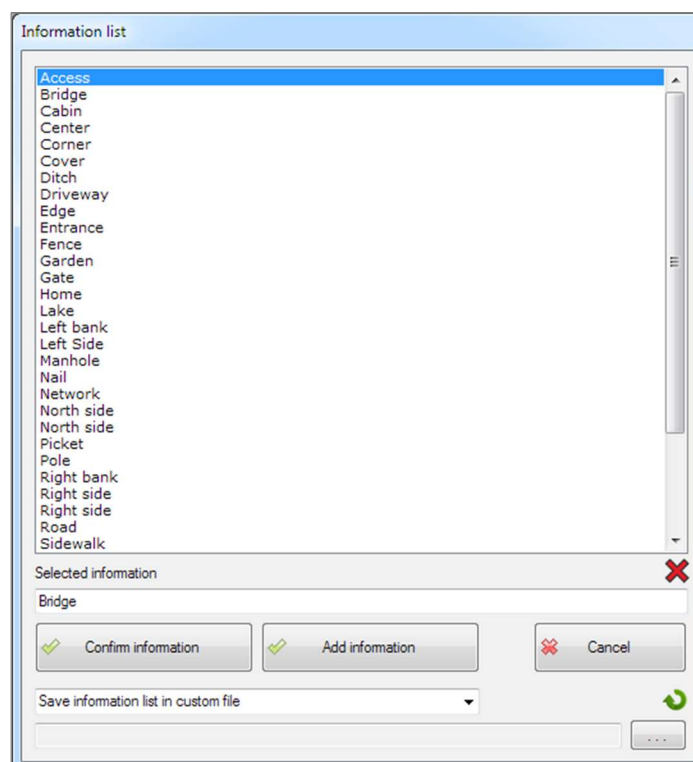 Information list
Access
Bridge
Cabin
Center
Corner
Cover
Ditch
Driveway
Edge
Entrance
Fence
Garden
Gate
Home
Lake
Left bank
Left Side
Manhole
Nail
Network
North side
North side
Picket
Pole
Right bank
Right side
Right side
Road
Sidewalk
Selected information
Bridge
Confirm information
Add information
Cancel
Save information list in custom file
...